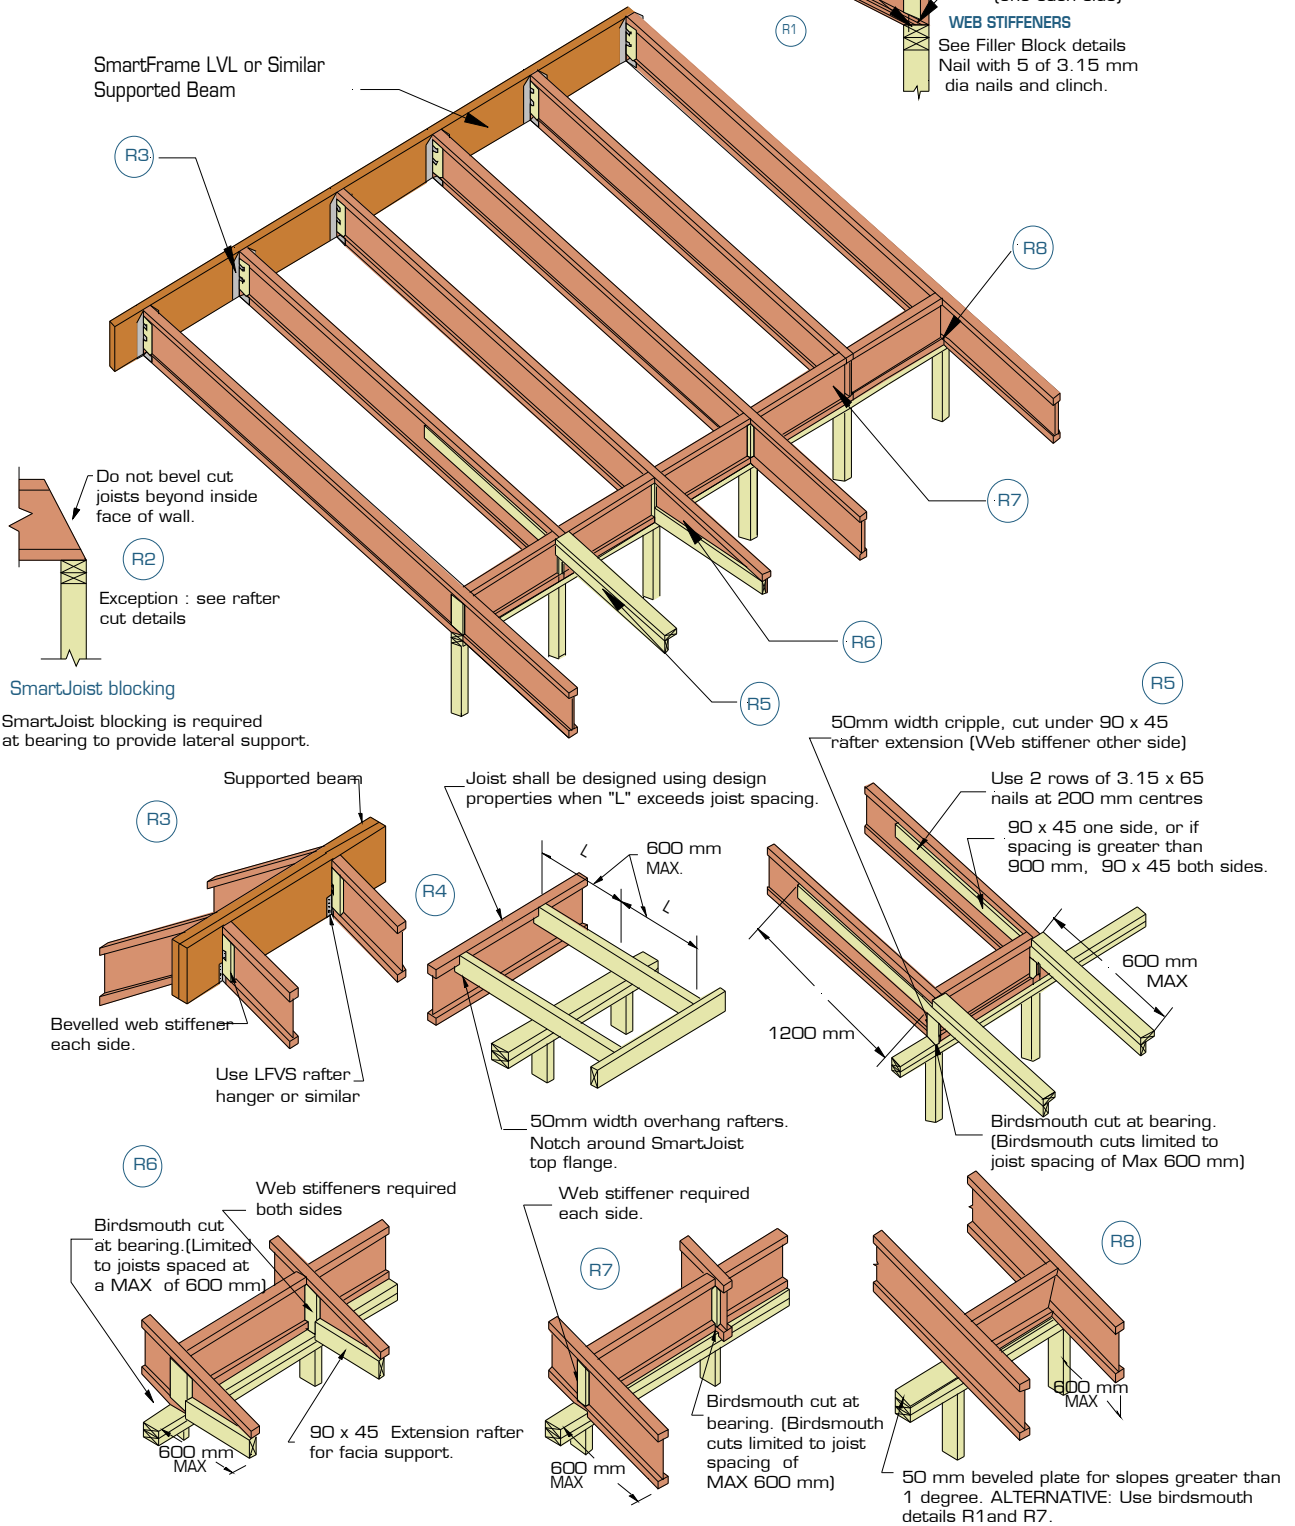 (one each side)
R1
WEB STIFFENERS
See Filler Block details
Nail with 5 of 3.15 mm
dia nails and clinch.
SmartFrame LVL or Similar
Supported Beam
R3
R8
R7
R6
R5
Do not bevel cut
joists beyond inside
face of wall.
R2
Exception : see rafter
cut details
SmartJoist blocking
SmartJoist blocking is required
at bearing to provide lateral support.
R3
Supported beam
Bevelled web stiffener
each side.
Use LFVS rafter
hanger or similar
R4
Joist shall be designed using design
properties when "L" exceeds joist spacing.
L
600 mm
MAX.
L
50mm width overhang rafters.
Notch around SmartJoist
top flange.
R5
50mm width cripple, cut under 90 x 45
rafter extension (Web stiffener other side)
Use 2 rows of 3.15 x 65
nails at 200 mm centres
90 x 45 one side, or if
spacing is greater than
900 mm, 90 x 45 both sides.
600 mm
MAX
1200 mm
Birdsmouth cut at bearing.
(Birdsmouth cuts limited to
joist spacing of Max 600 mm)
R6
Web stiffeners required
both sides
Birdsmouth cut
at bearing.(Limited
to joists spaced at
a MAX of 600 mm)
600 mm
MAX
90 x 45 Extension rafter
for facia support.
Web stiffener required
each side.
R7
600 mm
MAX
Birdsmouth cut at
bearing. (Birdsmouth
cuts limited to joist
spacing of
MAX 600 mm)
R8
600 mm
MAX
50 mm beveled plate for slopes greater than
1 degree. ALTERNATIVE: Use birdsmouth
details R1and R7.